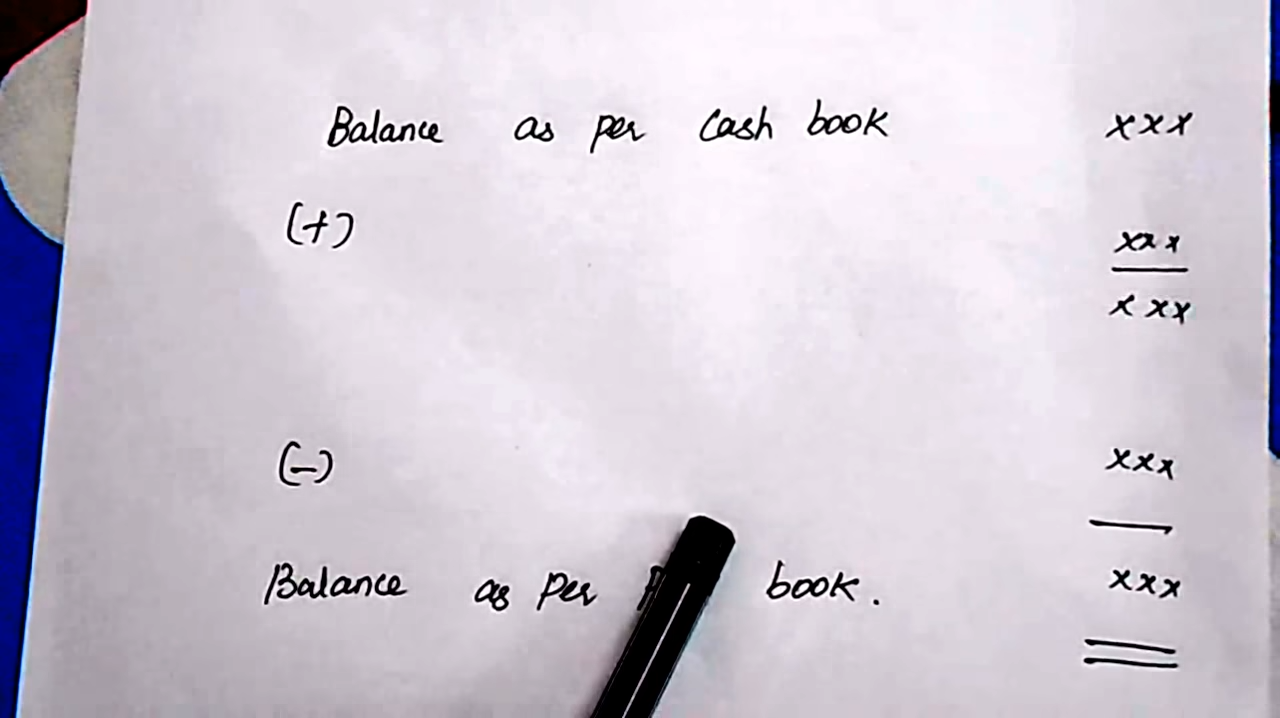 Balance as per Cash book xxx
(+) xxx
xxx
(-) xxx
Balance as per book. xxx